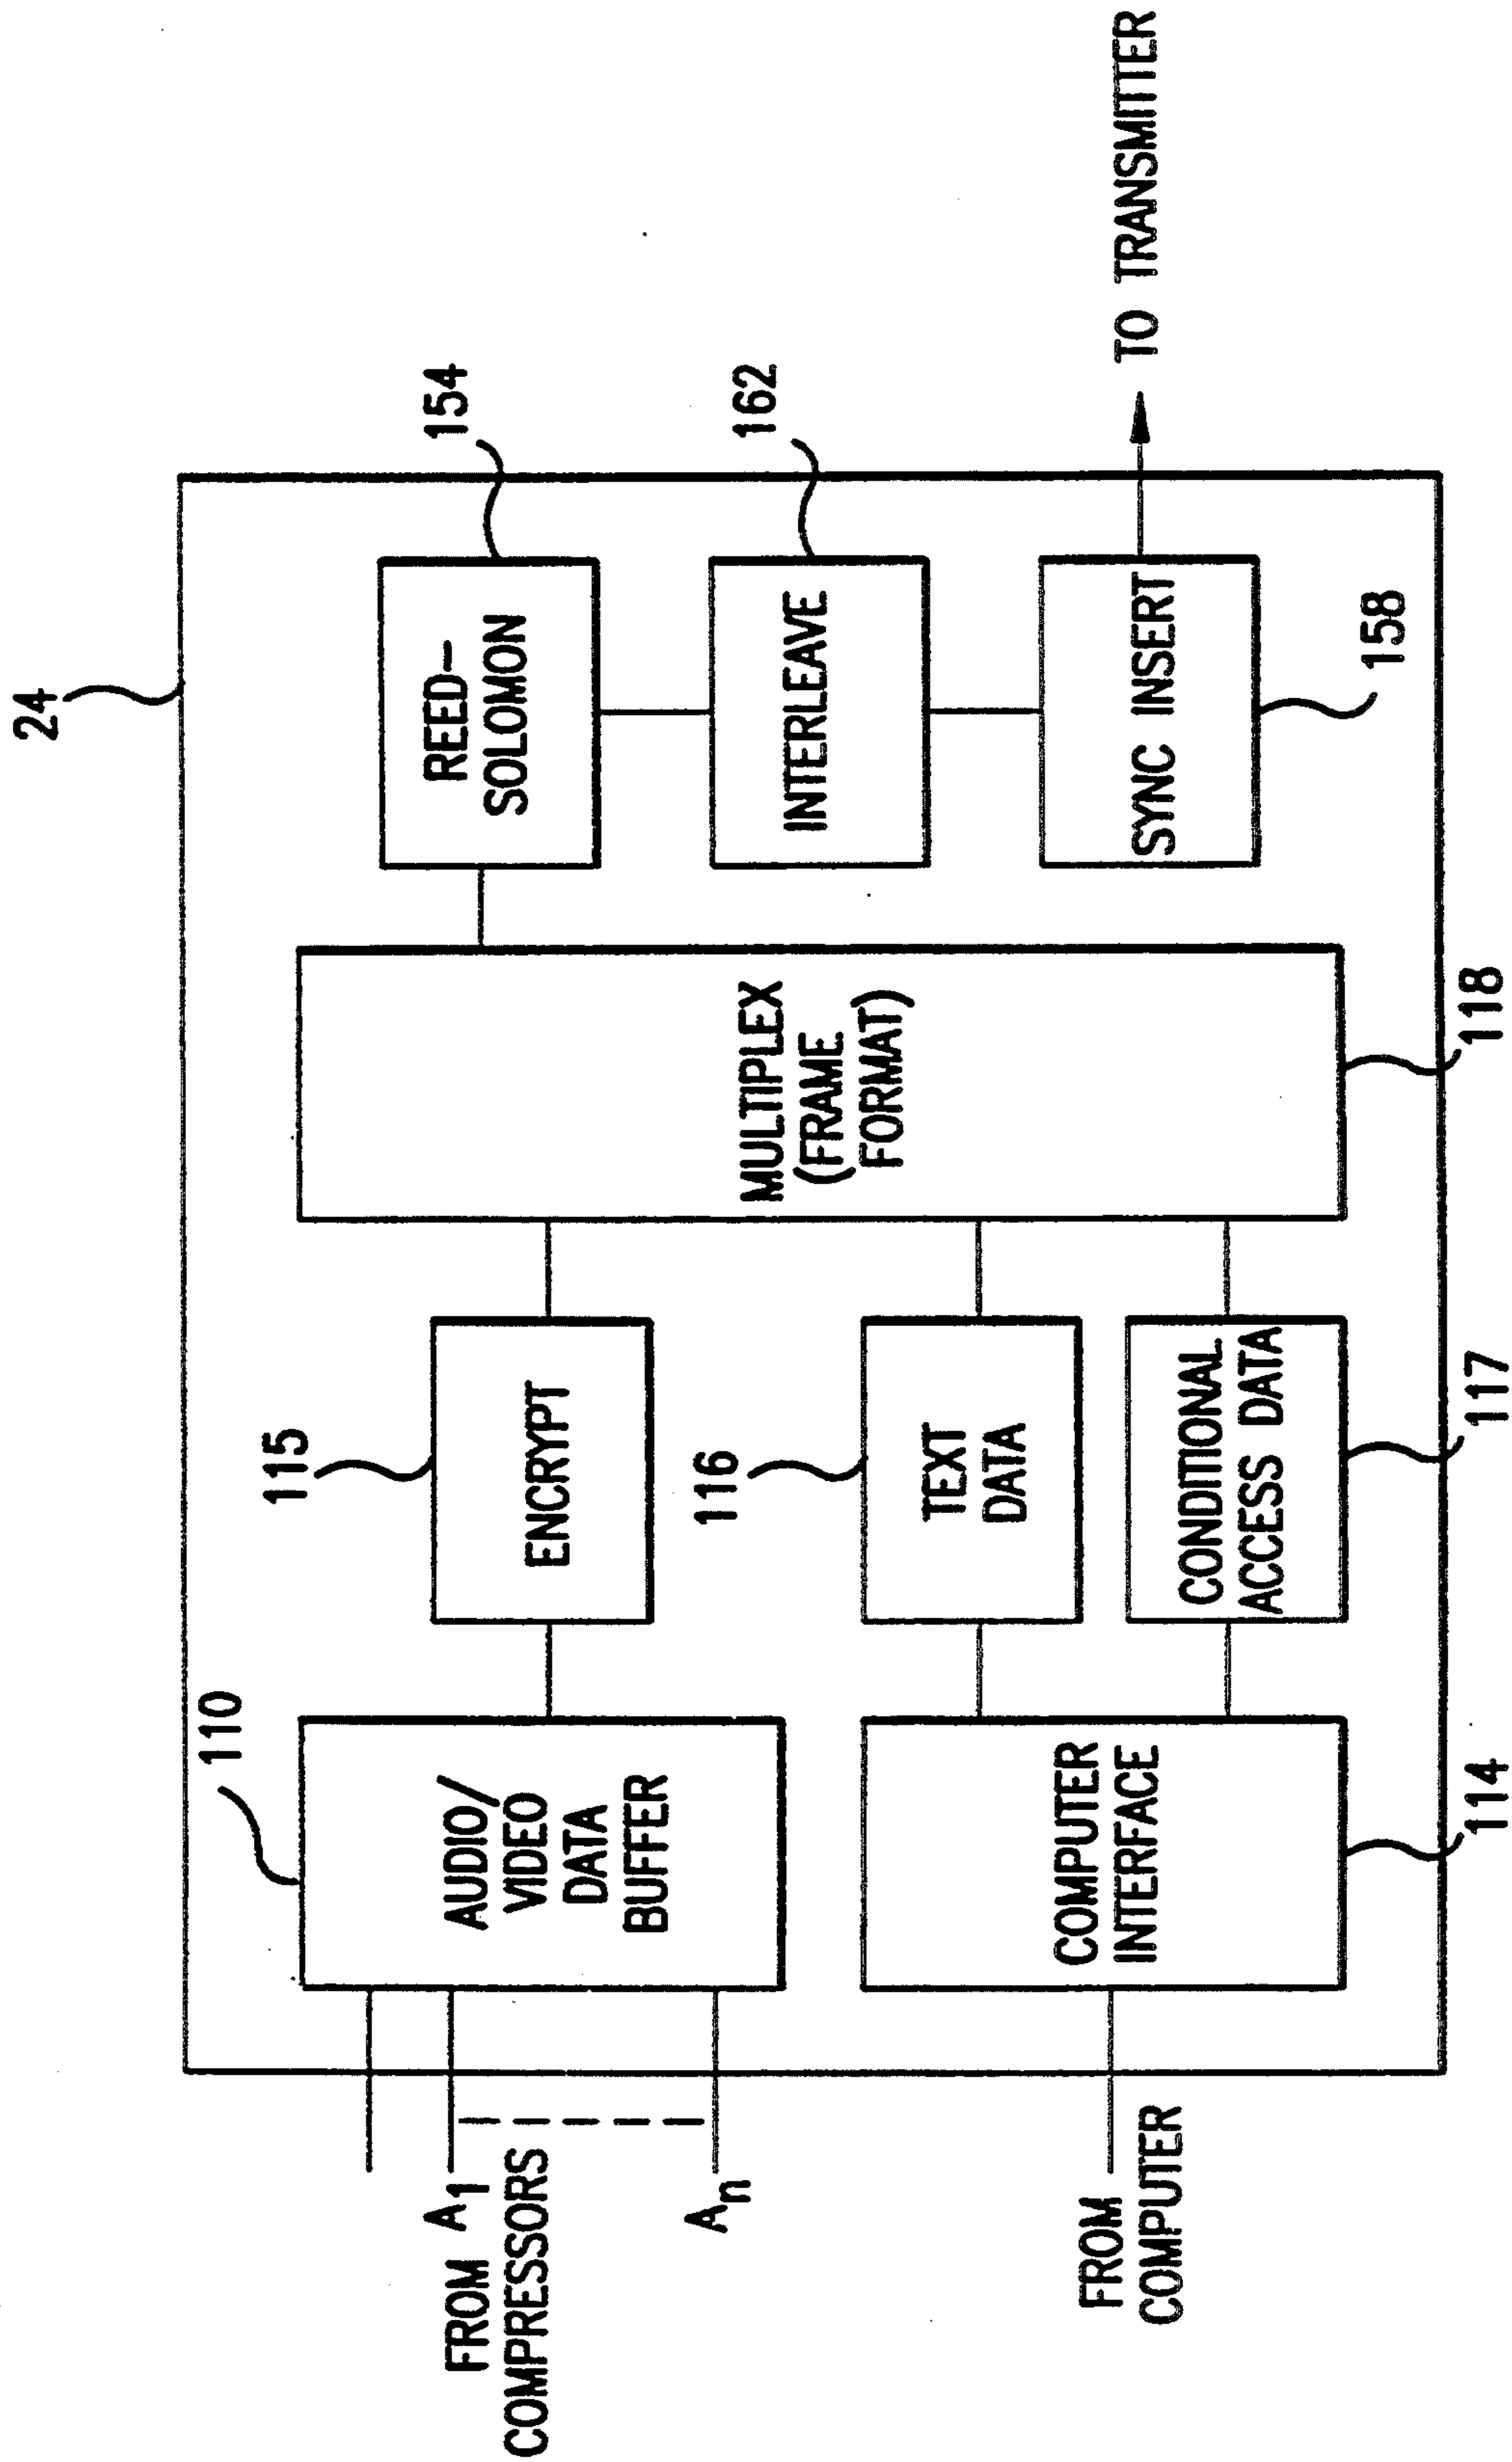 24
110
115
154
116
162
FROM A1
COMPRESSORS
An
AUDIO/
VIDEO
DATA
BUFFER
ENCRYPT
MULTIPLEX
(FRAME
FORMAT)
REED-
SOLOMON
INTERLEAVE
SYNC INSERT
TO TRANSMITTER
FROM
COMPUTER
COMPUTER
INTERFACE
TEXT
DATA
CONDITIONAL
ACCESS DATA
158
114
117
118